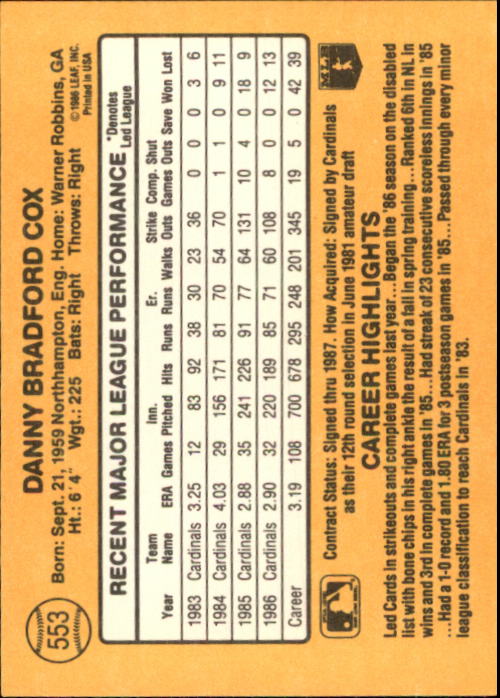 553
DANNY BRADFORD COX
Born: Sept. 21, 1959 Northhampton, Eng. Home: Warner Robbins, GA
Ht.: 6'4" Wgt.: 225 Bats: Right Throws: Right
© 1986 LEAF, INC.
Printed in USA
RECENT MAJOR LEAGUE PERFORMANCE *Denotes Led League
Year Team Name ERA Games Inn. Pitched Hits Runs Er. Runs Walks Strike Outs Comp. Games Shut Outs Save Won Lost
1983 Cardinals 3.25 12 83 92 38 30 23 36 0 0 0 3 6
1984 Cardinals 4.03 29 156 171 81 70 54 70 1 1 0 9 11
1985 Cardinals 2.88 35 241 226 91 77 64 131 10 4 0 18 9
1986 Cardinals 2.90 32 220 189 85 71 60 108 8 0 0 12 13
Career 3.19 108 700 678 295 248 201 345 19 5 0 42 39
Contract Status: Signed thru 1987. How Acquired: Signed by Cardinals
as their 12th round selection in June 1981 amateur draft
MLB
CAREER HIGHLIGHTS
Led Cards in strikeouts and complete games last year...Began the '86 season on the disabled
list with bone chips in his right ankle the result of a fall in spring training...Ranked 6th in NL in
wins and 3rd in complete games in '85...Had streak of 23 consecutive scoreless innings in '85
...Had a 1-0 record and 1.80 ERA for 3 postseason games in '85...Passed through every minor
league classification to reach Cardinals in '83.